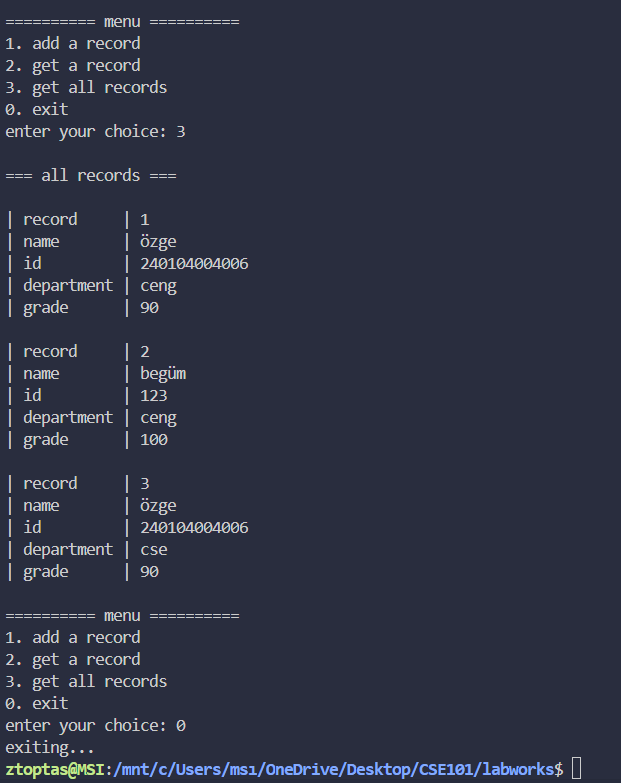 ========== menu ==========
1. add a record
2. get a record
3. get all records
0. exit
enter your choice: 3
=== all records ===
| record     | 1
| name       | özge
| id         | 240104004006
| department | ceng
| grade      | 90
| record     | 2
| name       | begüm
| id         | 123
| department | ceng
| grade      | 100
| record     | 3
| name       | özge
| id         | 240104004006
| department | cse
| grade      | 90
========== menu ==========
1. add a record
2. get a record
3. get all records
0. exit
enter your choice: 0
exiting...
ztoptas@MSI:/mnt/c/Users/msı/OneDrive/Desktop/CSE101/labworks$